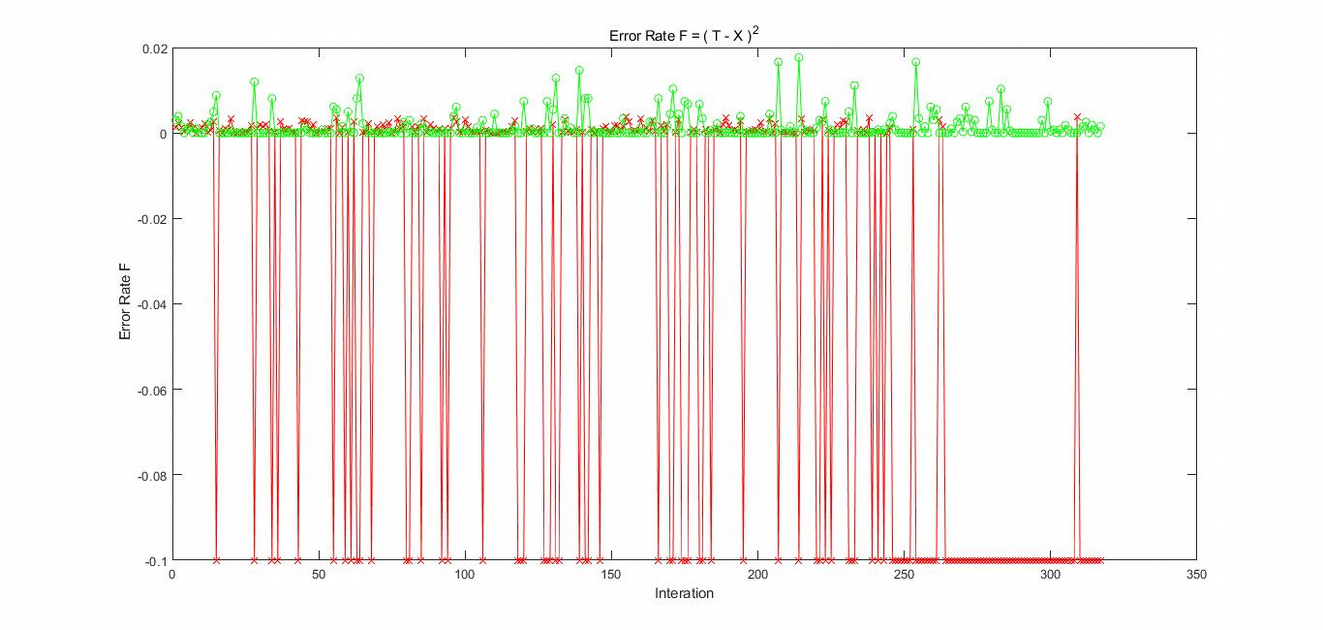 Error Rate F = ( T - X )2
0.02
0
-0.02
-0.04
-0.06
-0.08
-0.1
Error Rate F
0 50 100 150 200 250 300 350
Interation